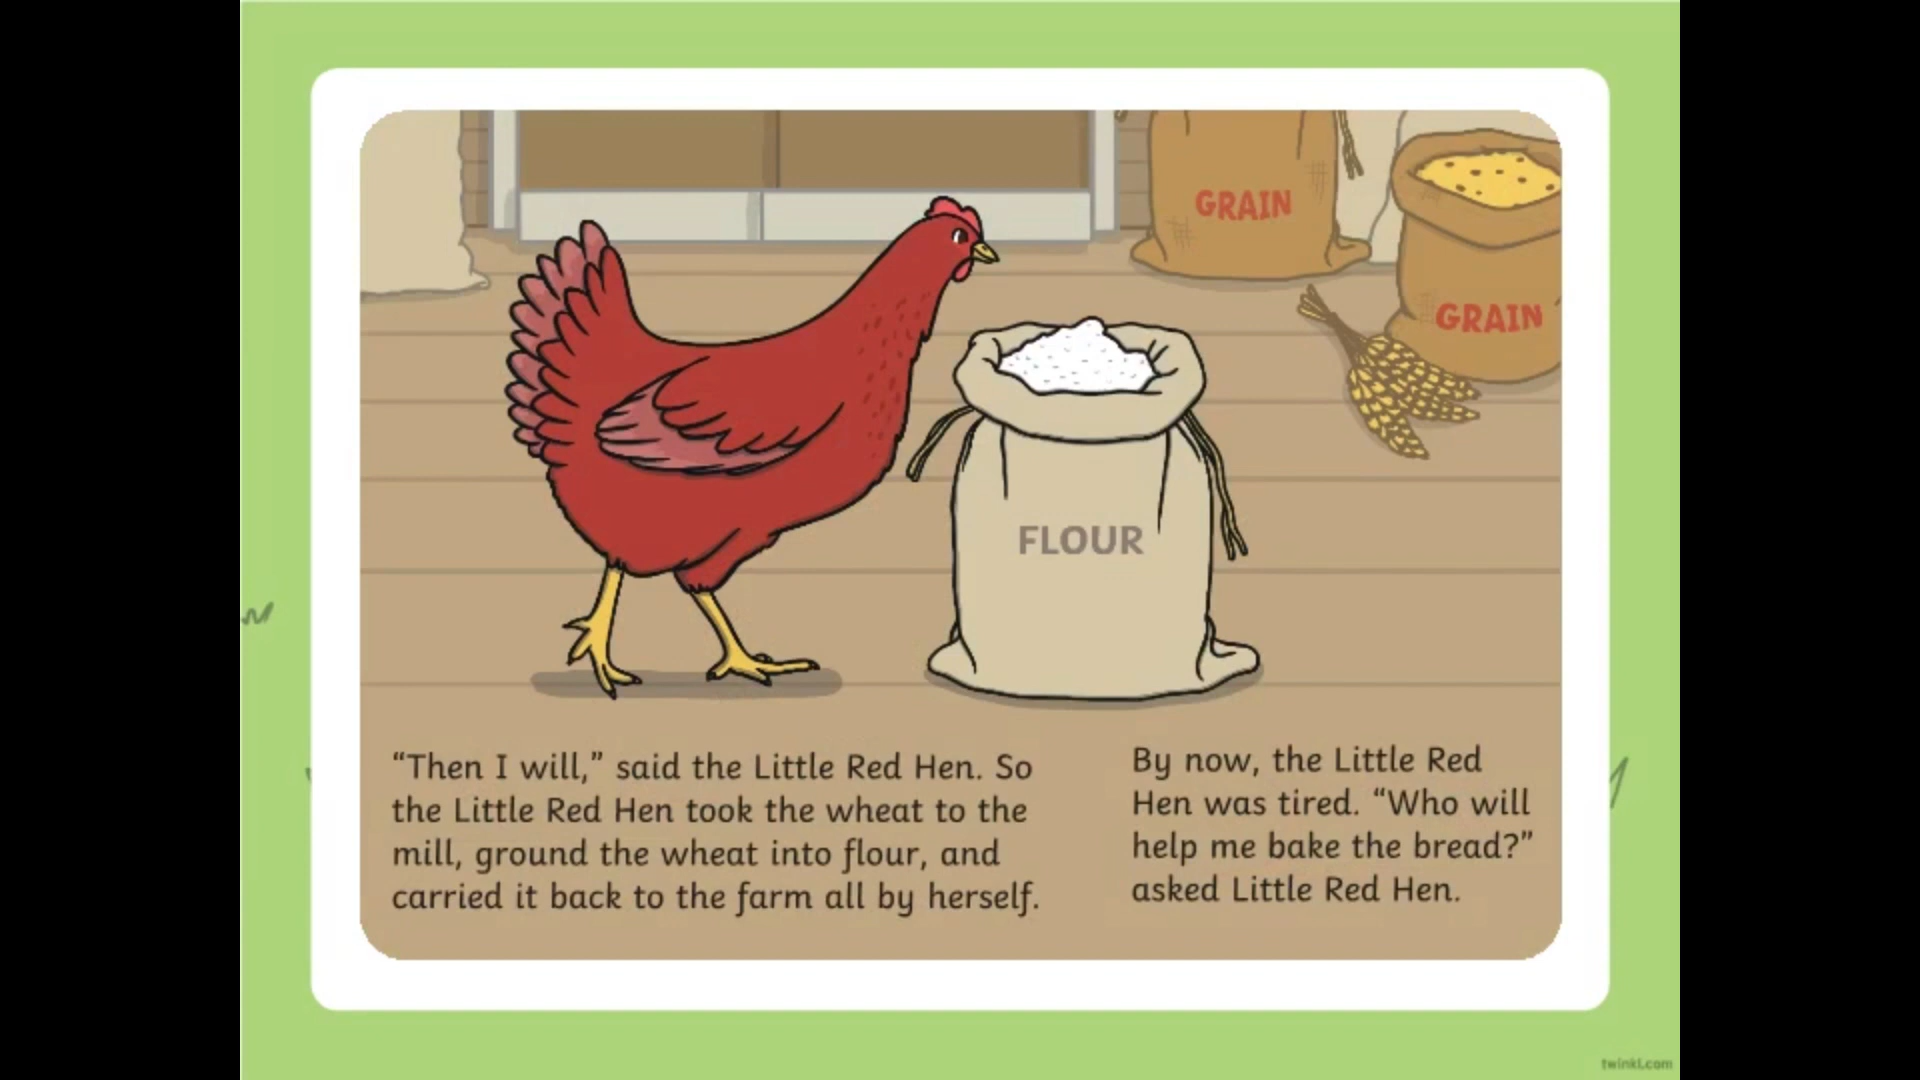 GRAIN
GRAIN
FLOUR
“Then I will,” said the Little Red Hen. So
the Little Red Hen took the wheat to the
mill, ground the wheat into flour, and
carried it back to the farm all by herself.
By now, the Little Red
Hen was tired. “Who will
help me bake the bread?”
asked Little Red Hen.
twinkl.com